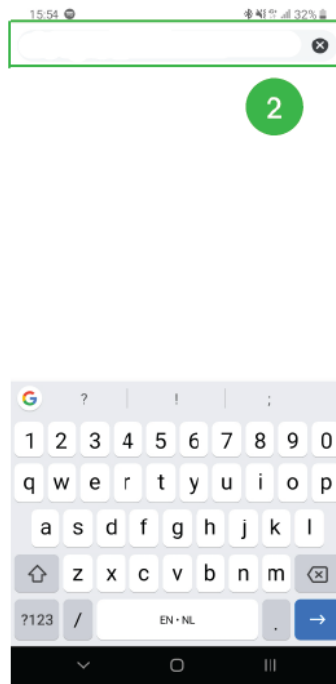 15:54 32%
2
G ? ! ;
1 2 3 4 5 6 7 8 9 0
q w e r t y u i o p
a s d f g h j k l
z x c v b n m
?123 / EN • NL .